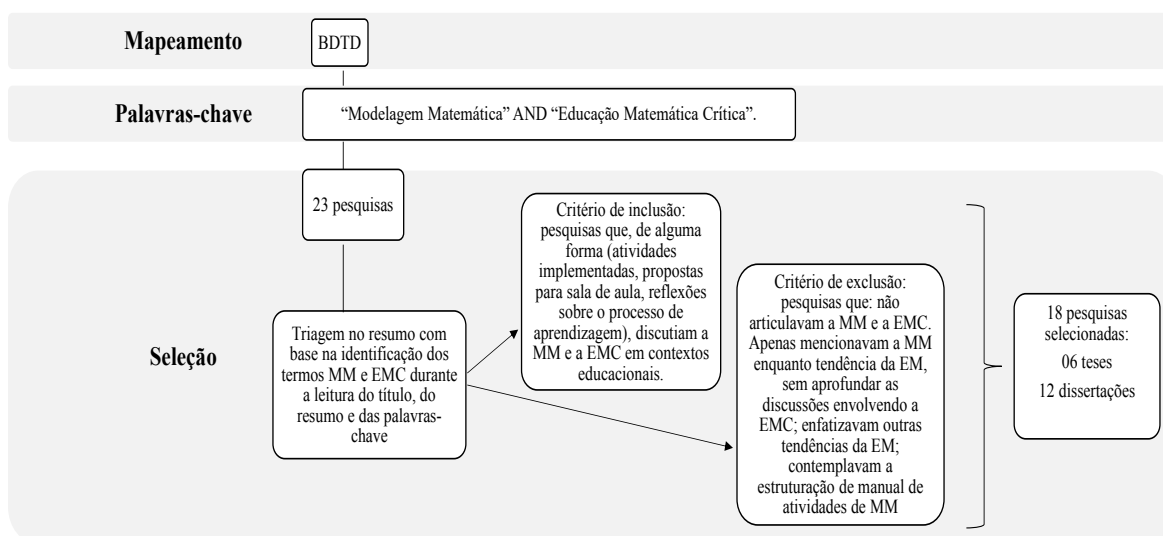 Mapeamento
BDTD
Palavras-chave
“Modelagem Matemática” AND “Educação Matemática Crítica”.
Seleção
23 pesquisas
Triagem no resumo com
base na identificação dos
termos MM e EMC durante
a leitura do título, do
resumo e das palavras-
chave
Critério de inclusão:
pesquisas que, de alguma
forma (atividades
implementadas, propostas
para sala de aula, reflexões
sobre o processo de
aprendizagem), discutiam a
MM e a EMC em contextos
educacionais.
Critério de exclusão:
pesquisas que: não
articulavam a MM e a EMC.
Apenas mencionavam a MM
enquanto tendência da EM,
sem aprofundar as
discussões envolvendo a
EMC; enfatizavam outras
tendências da EM;
contemplavam a
estruturação de manual de
atividades de MM
18 pesquisas
selecionadas:
06 teses
12 dissertações